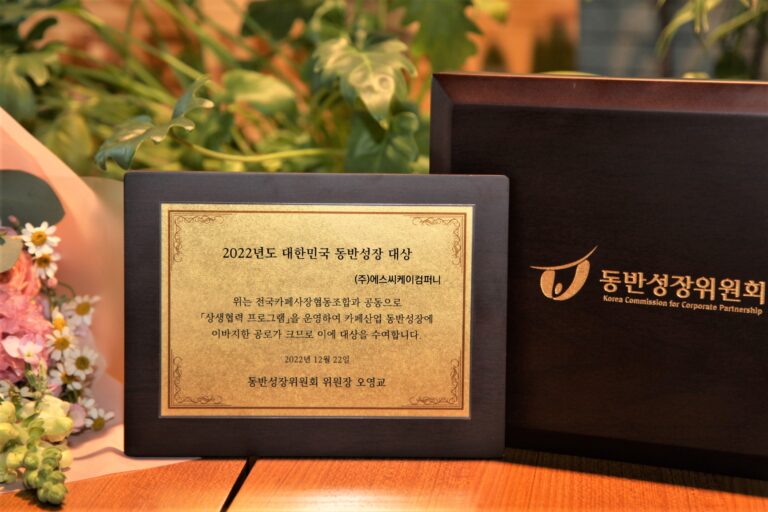 2022년도 대한민국 동반성장 대상
(주)에스씨케이컴퍼니
위는 전국카페사장협동조합과 공동으로
「상생협력 프로그램」을 운영하여 카페산업 동반성장에
이바지한 공로가 크므로 이에 대상을 수여합니다.
2022년 12월 22일
동반성장위원회 위원장 오영교
동반성장위원회
Korea Commission for Corporate Partnership